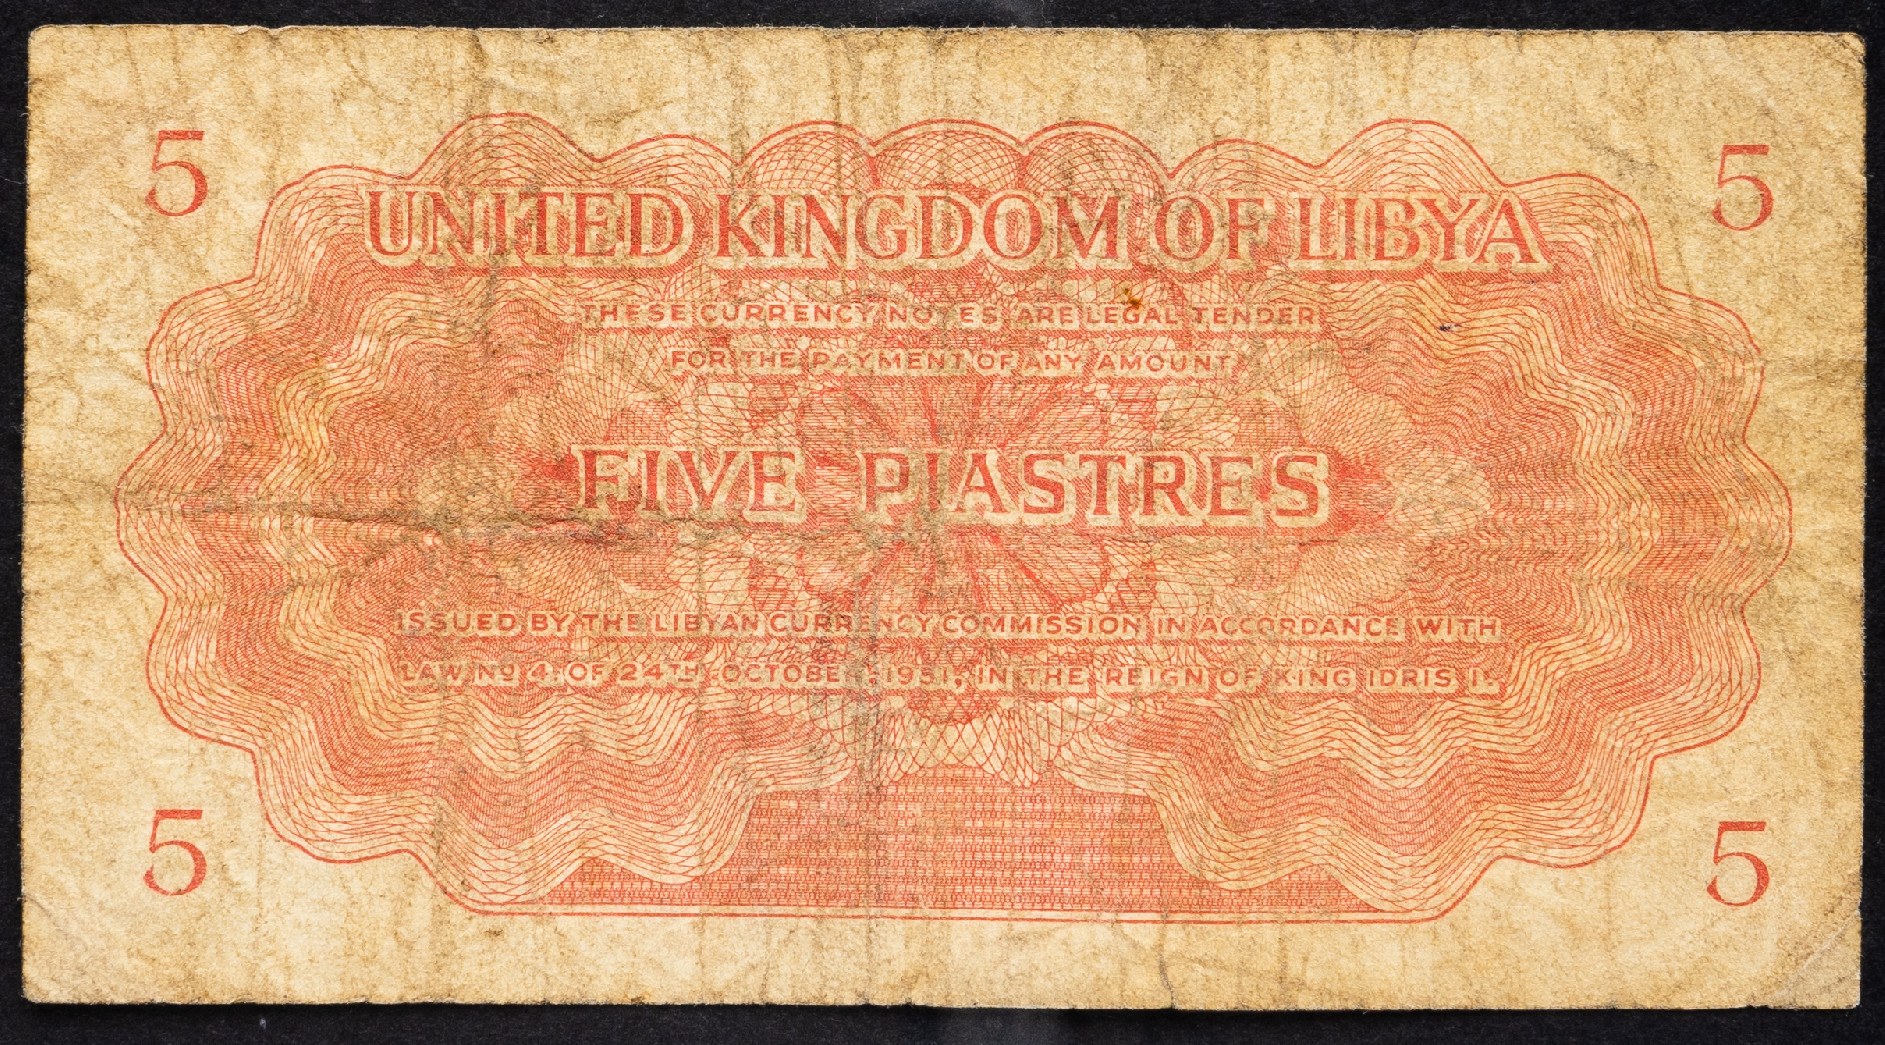 5 5
UNITED KINGDOM OF LIBYA
THESE CURRENCY NOTES ARE LEGAL TENDER
FOR THE PAYMENT OF ANY AMOUNT
FIVE PIASTRES
ISSUED BY THE LIBYAN CURRENCY COMMISSION IN ACCORDANCE WITH
LAW Nº 4. OF 24TH OCTOBER, 1951, IN THE REIGN OF KING IDRIS I.
5 5